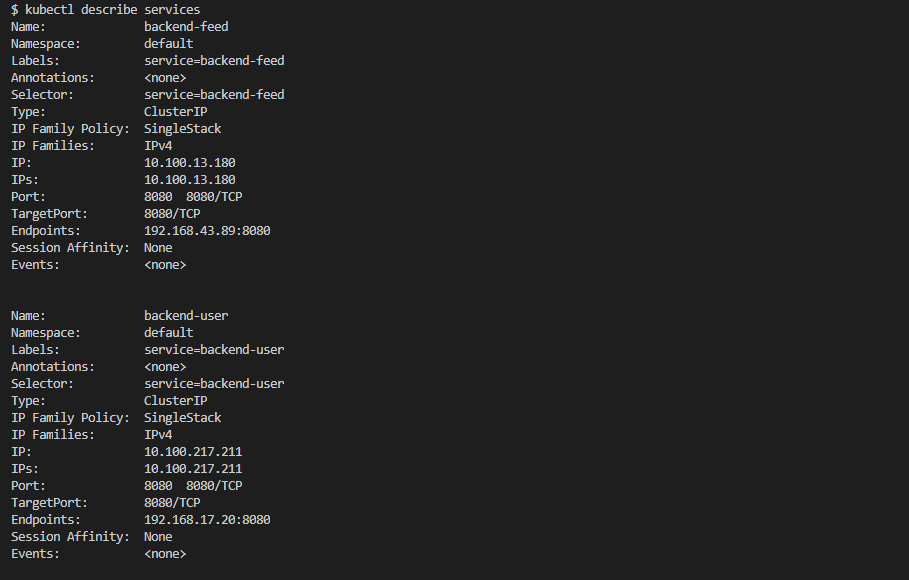 $ kubectl describe services
Name:              backend-feed
Namespace:         default
Labels:            service=backend-feed
Annotations:       <none>
Selector:          service=backend-feed
Type:              ClusterIP
IP Family Policy:  SingleStack
IP Families:       IPv4
IP:                10.100.13.180
IPs:               10.100.13.180
Port:              8080  8080/TCP
TargetPort:        8080/TCP
Endpoints:         192.168.43.89:8080
Session Affinity:  None
Events:            <none>
Name:              backend-user
Namespace:         default
Labels:            service=backend-user
Annotations:       <none>
Selector:          service=backend-user
Type:              ClusterIP
IP Family Policy:  SingleStack
IP Families:       IPv4
IP:                10.100.217.211
IPs:               10.100.217.211
Port:              8080  8080/TCP
TargetPort:        8080/TCP
Endpoints:         192.168.17.20:8080
Session Affinity:  None
Events:            <none>